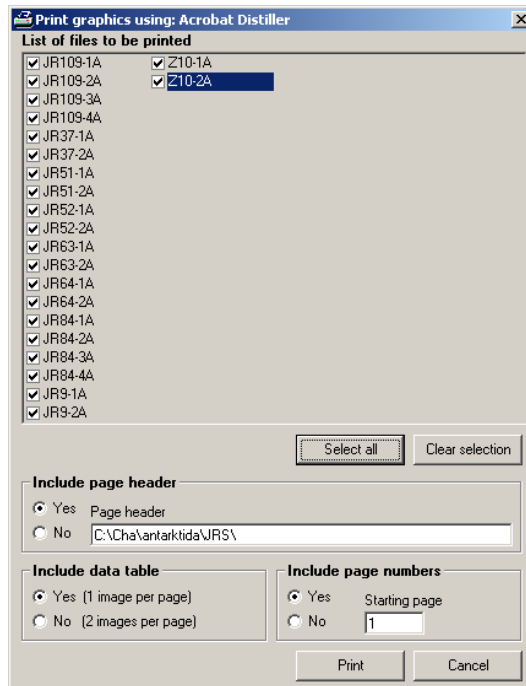 Print graphics using: Acrobat Distiller
List of files to be printed
JR109-1A
JR109-2A
JR109-3A
JR109-4A
JR37-1A
JR37-2A
JR51-1A
JR51-2A
JR52-1A
JR52-2A
JR63-1A
JR63-2A
JR64-1A
JR64-2A
JR84-1A
JR84-2A
JR84-3A
JR84-4A
JR9-1A
JR9-2A
Z10-1A
Z10-2A
Select all
Clear selection
Include page header
Yes
Page header
No
C:\Cha\antarktida\JRS\
Include data table
Yes (1 image per page)
No (2 images per page)
Include page numbers
Yes
Starting page
No
1
Print
Cancel